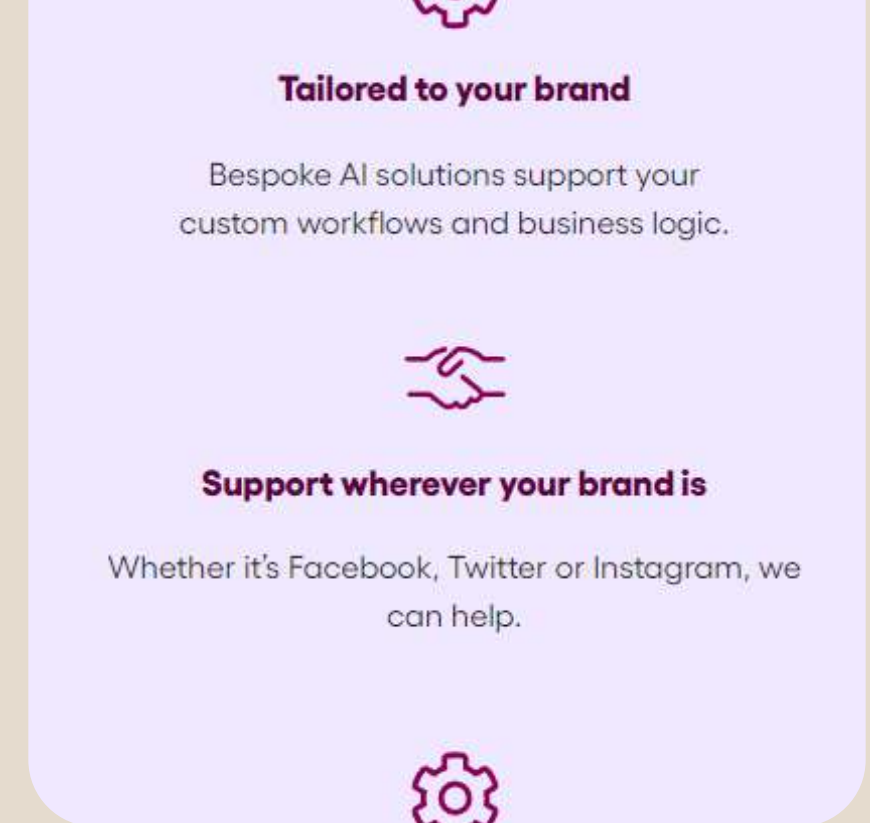 Tailored to your brand
Bespoke AI solutions support your
custom workflows and business logic.
Support wherever your brand is
Whether it’s Facebook, Twitter or Instagram, we
can help.